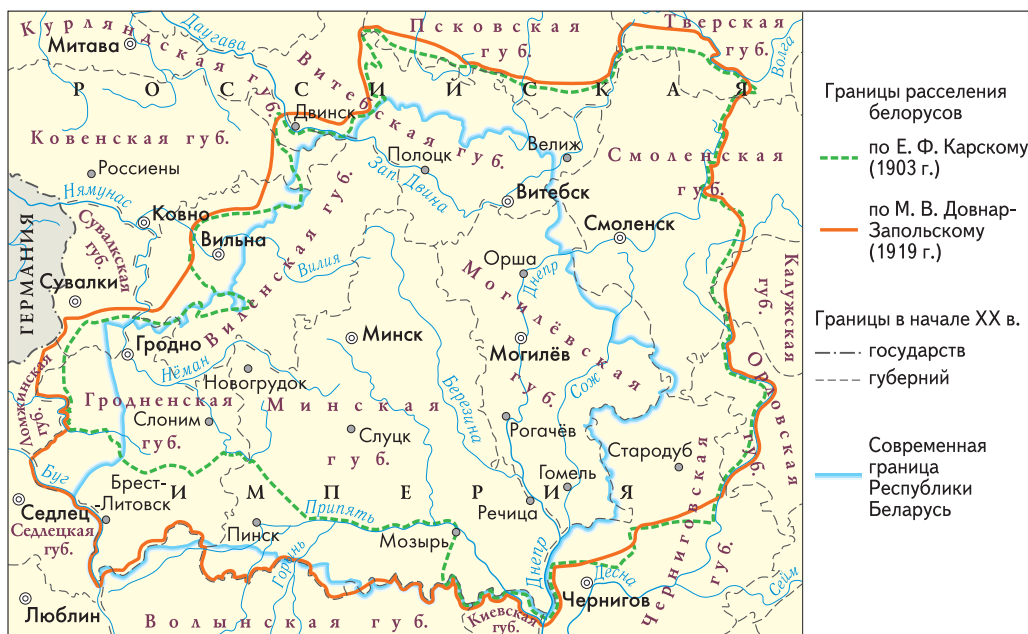 Курляндская губ.
Митава
Даугава
Псковская
губ.
Тверская
губ.
Волга
РОССИЙСКАЯ
Витебская губ.
Двинск
Ковенская губ.
Россиены
Нямунас
Полоцк
Зап. Двина
Велиж
Витебск
Смоленская
губ.
Смоленск
ГЕРМАНИЯ
Сувалкская
губ.
Сувалки
Ковно
Вильна
Вилия
Виленская губ.
Орша
Днепр
Могилёвская
губ.
Могилёв
Калужская
губ.
Минск
Гродно
Нёман
Новогрудок
Березина
Сож
Орловская
губ.
Ломжинская
губ.
Гродненская
губ.
Слоним
Минская
губ.
Слуцк
Рогачёв
Стародуб
Буг
Брест-
-Литовск
ИМПЕРИЯ
Гомель
Речица
Седлец
Седлецкая
губ.
Пинск
Припять
Горынь
Мозырь
Днепр
Десна
Чернигов
Черниговская
губ.
Сейм
Люблин
Волынская губ.
Киевская
губ.
Границы расселения
белорусов
по Е. Ф. Карскому
(1903 г.)
по М. В. Довнар-
Запольскому
(1919 г.)
Границы в начале XX в.
государств
губерний
Современная
граница
Республики
Беларусь